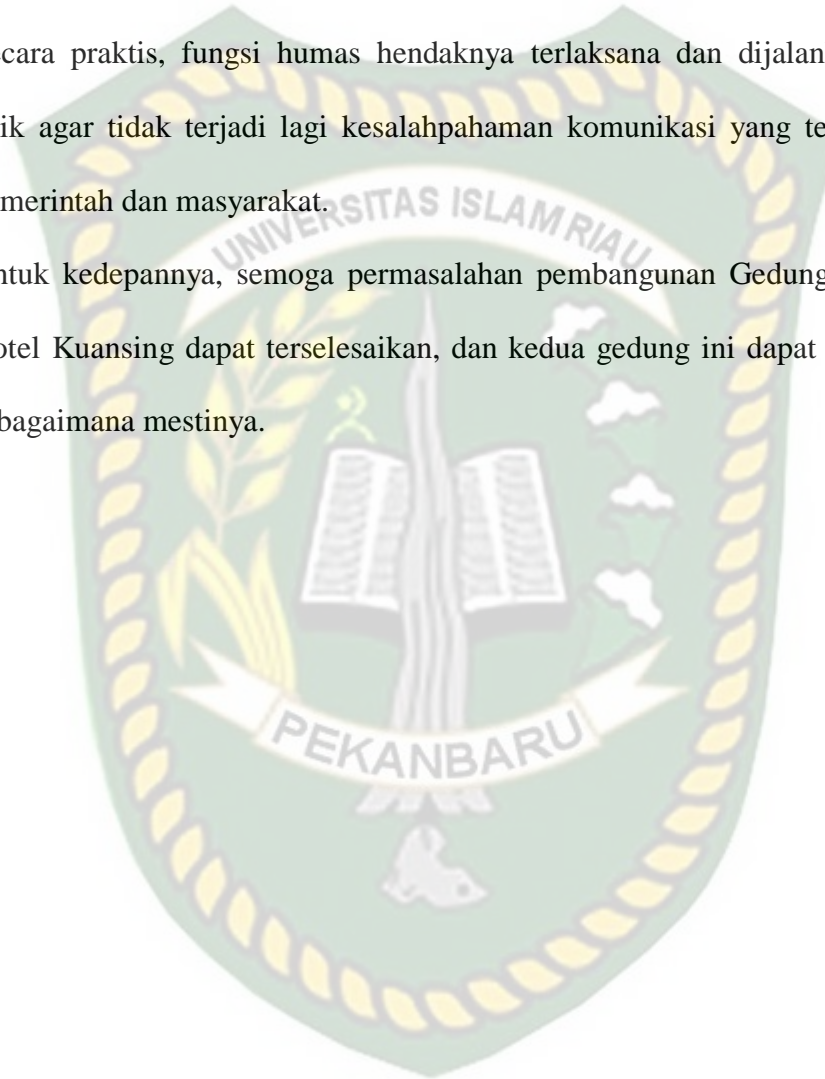 ecara praktis, fungsi humas hendaknya terlaksana dan dijalan
ik agar tidak terjadi lagi kesalahpahaman komunikasi yang te
merintah dan masyarakat.
UNIVERSITAS ISLAM RIAU
ntuk kedepannya, semoga permasalahan pembangunan Gedung
otel Kuansing dapat terselesaikan, dan kedua gedung ini dapat
bagaimana mestinya.
PEKANBARU